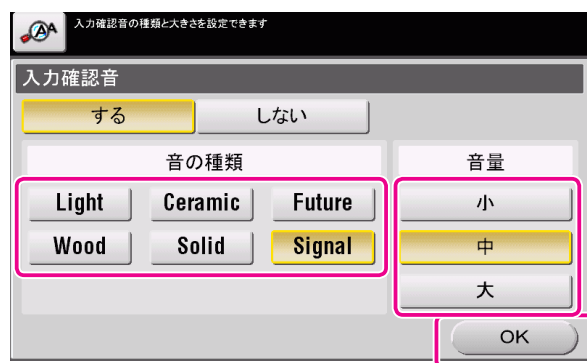 入力確認音の種類と大きさを設定できます
入力確認音
する しない
音の種類 音量
Light Ceramic Future 小
Wood Solid Signal 中
大
OK